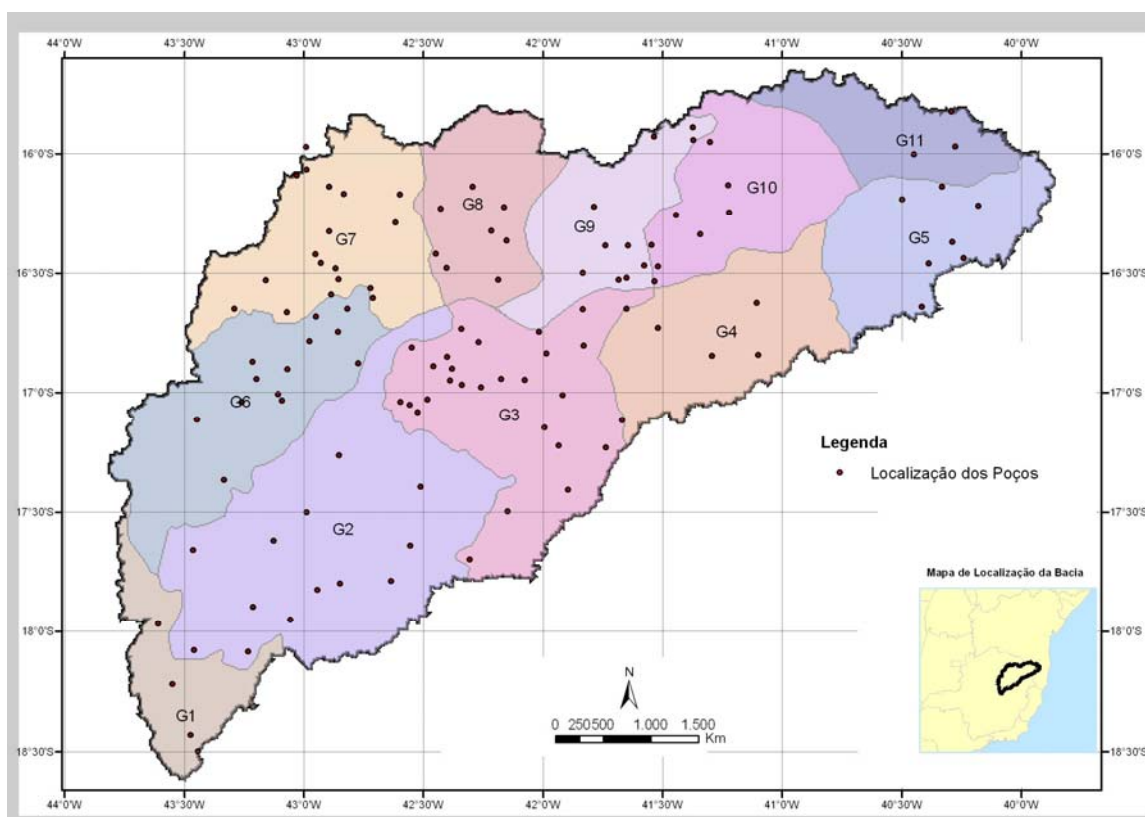 44°0'W 43°30'W 43°0'W 42°30'W 42°0'W 41°30'W 41°0'W 40°30'W 40°0'W
16°0'S 16°0'S
G11
G10
G8
G9
G7
G5
16°30'S 16°30'S
G4
17°0'S 17°0'S
G6
G3
Legenda
Localização dos Poços
17°30'S 17°30'S
G2
Mapa de Localização da Bacia
18°0'S 18°0'S
N
G1
0 250500 1.000 1.500
Km
18°30'S 18°30'S
44°0'W 43°30'W 43°0'W 42°30'W 42°0'W 41°30'W 41°0'W 40°30'W 40°0'W